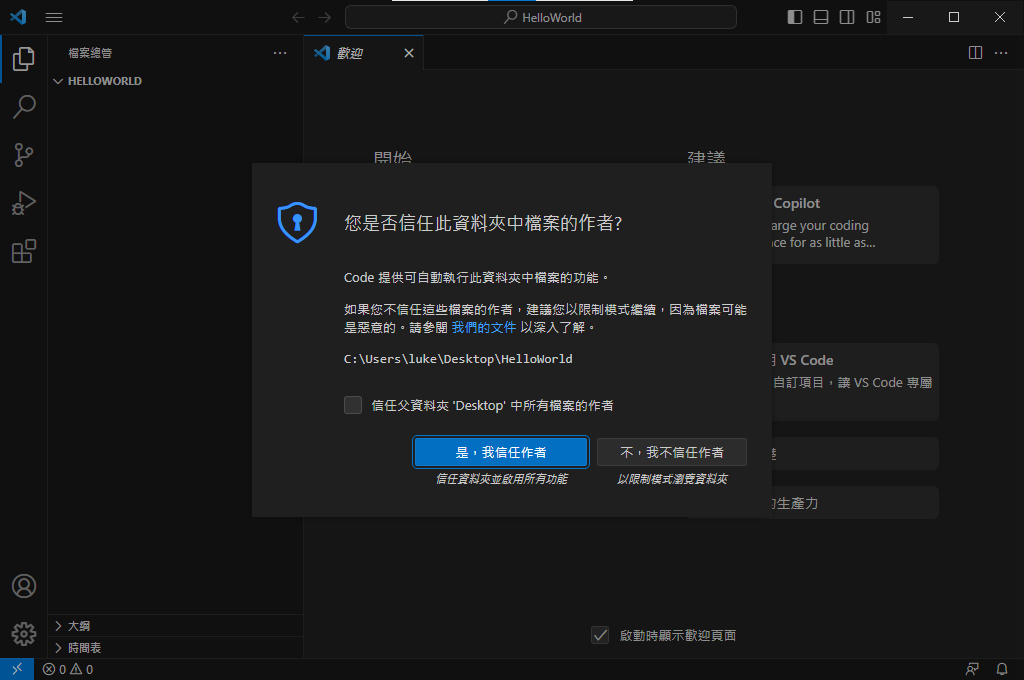 HelloWorld
檔案總管
歡迎
HELLOWORLD
開始
建議
Copilot
arge your coding
ce for as little as...
VS Code
自訂項目，讓 VS Code 專屬
的生產力
您是否信任此資料夾中檔案的作者?
Code 提供可自動執行此資料夾中檔案的功能。
如果您不信任這些檔案的作者，建議您以限制模式繼續，因為檔案可能
是惡意的。請參閱 我們的文件 以深入了解。
C:\Users\luke\Desktop\HelloWorld
信任父資料夾 'Desktop' 中所有檔案的作者
是，我信任作者
不，我不信任作者
信任資料夾並啟用所有功能
以限制模式瀏覽資料夾
大綱
時間表
啟動時顯示歡迎頁面
0
0